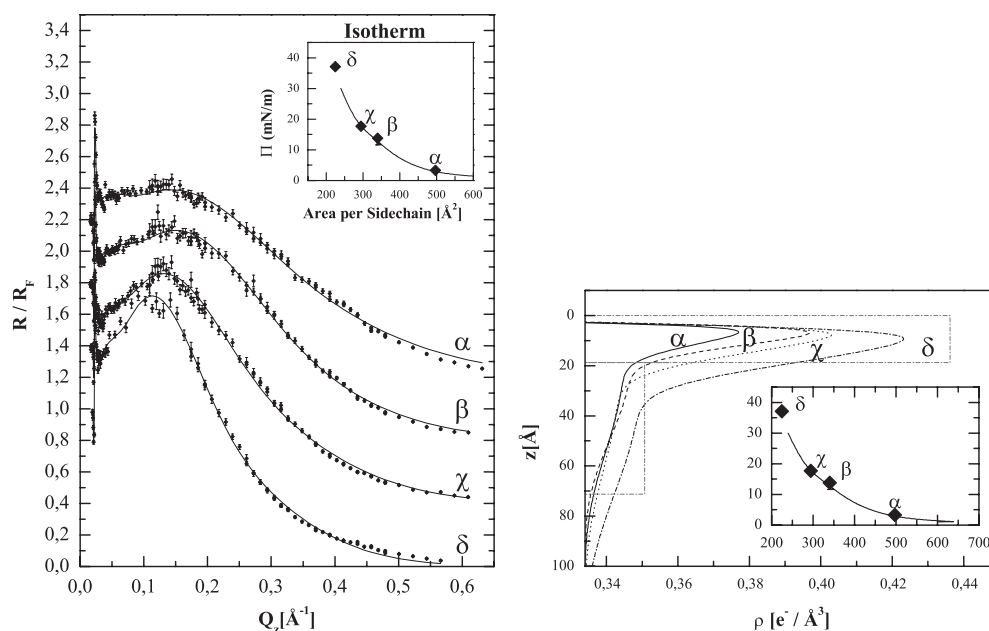 Isotherm
3,4
3,2
3,0
2,8
2,6
2,4
2,2
2,0
1,8
1,6
1,4
1,2
1,0
0,8
0,6
0,4
0,2
0,0
R / R_F
0,0 0,1 0,2 0,3 0,4 0,5 0,6
Q_z[Å⁻¹]
α
β
χ
δ
40
30
20
10
0
Π (mN/m)
δ
χ
β
α
200 300 400 500 600
Area per Sidechain [Å²]
0
20
40
60
80
100
z[Å]
α β χ δ
0,34 0,36 0,38 0,40 0,42 0,44
ρ [e⁻ / Å³]
40
30
20
10
0
δ
χ
β
α
200 300 400 500 600 700